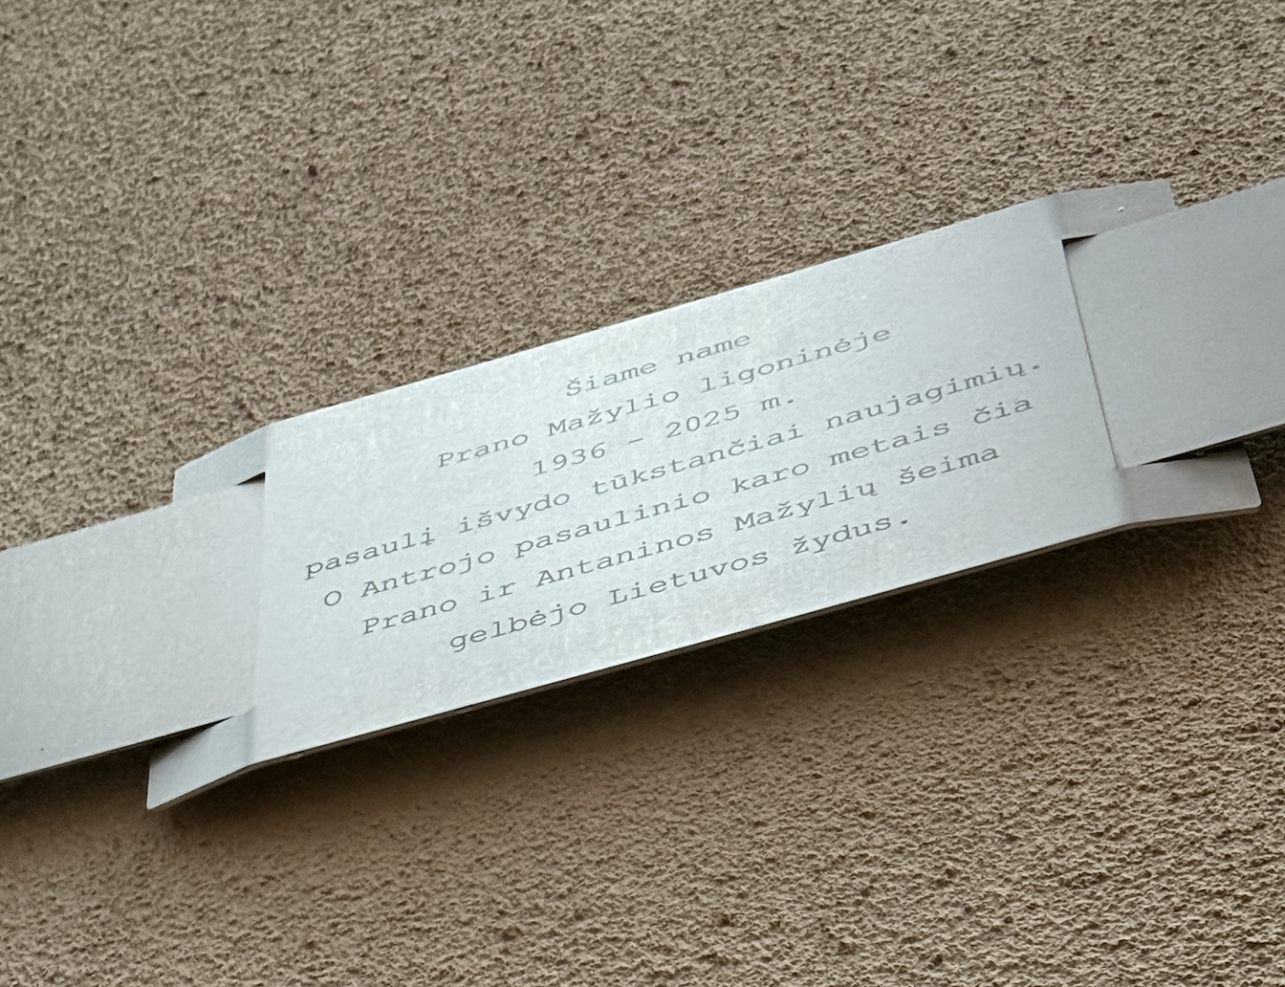 Šiame name
Prano Mažylio ligoninėje
1936 – 2025 m.
pasaulį išvydo tūkstančiai naujagimių.
O Antrojo pasaulinio karo metais čia
Prano ir Antaninos Mažylių šeima
gelbėjo Lietuvos žydus.